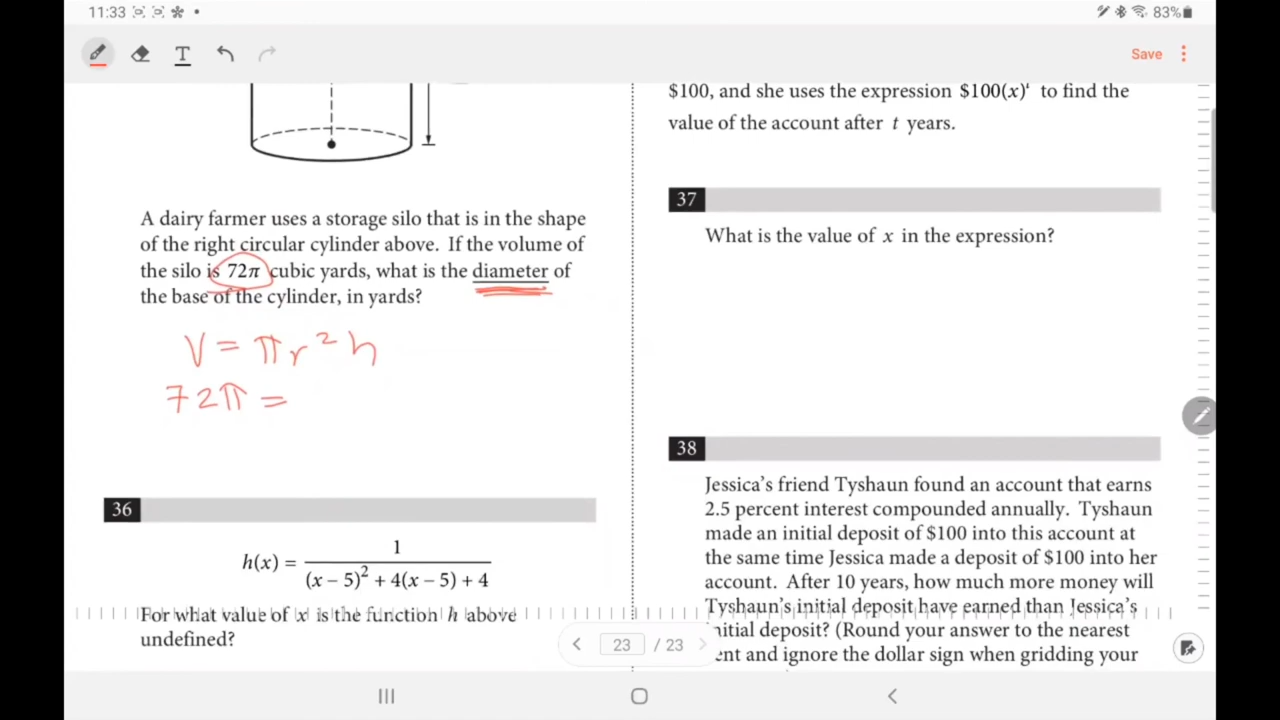 11:33
83%
T
Save
A dairy farmer uses a storage silo that is in the shape
of the right circular cylinder above. If the volume of
the silo is 72π cubic yards, what is the diameter of
the base of the cylinder, in yards?
V = πr²h
72π =
36
h(x) = 1 / (x − 5)² + 4(x − 5) + 4
For what value of x is the function h above
undefined?
$100, and she uses the expression $100(x)ᵗ to find the
value of the account after t years.
37
What is the value of x in the expression?
38
Jessica's friend Tyshaun found an account that earns
2.5 percent interest compounded annually. Tyshaun
made an initial deposit of $100 into this account at
the same time Jessica made a deposit of $100 into her
account. After 10 years, how much more money will
Tyshaun's initial deposit have earned than Jessica's
nitial deposit? (Round your answer to the nearest
ent and ignore the dollar sign when gridding your
23 / 23